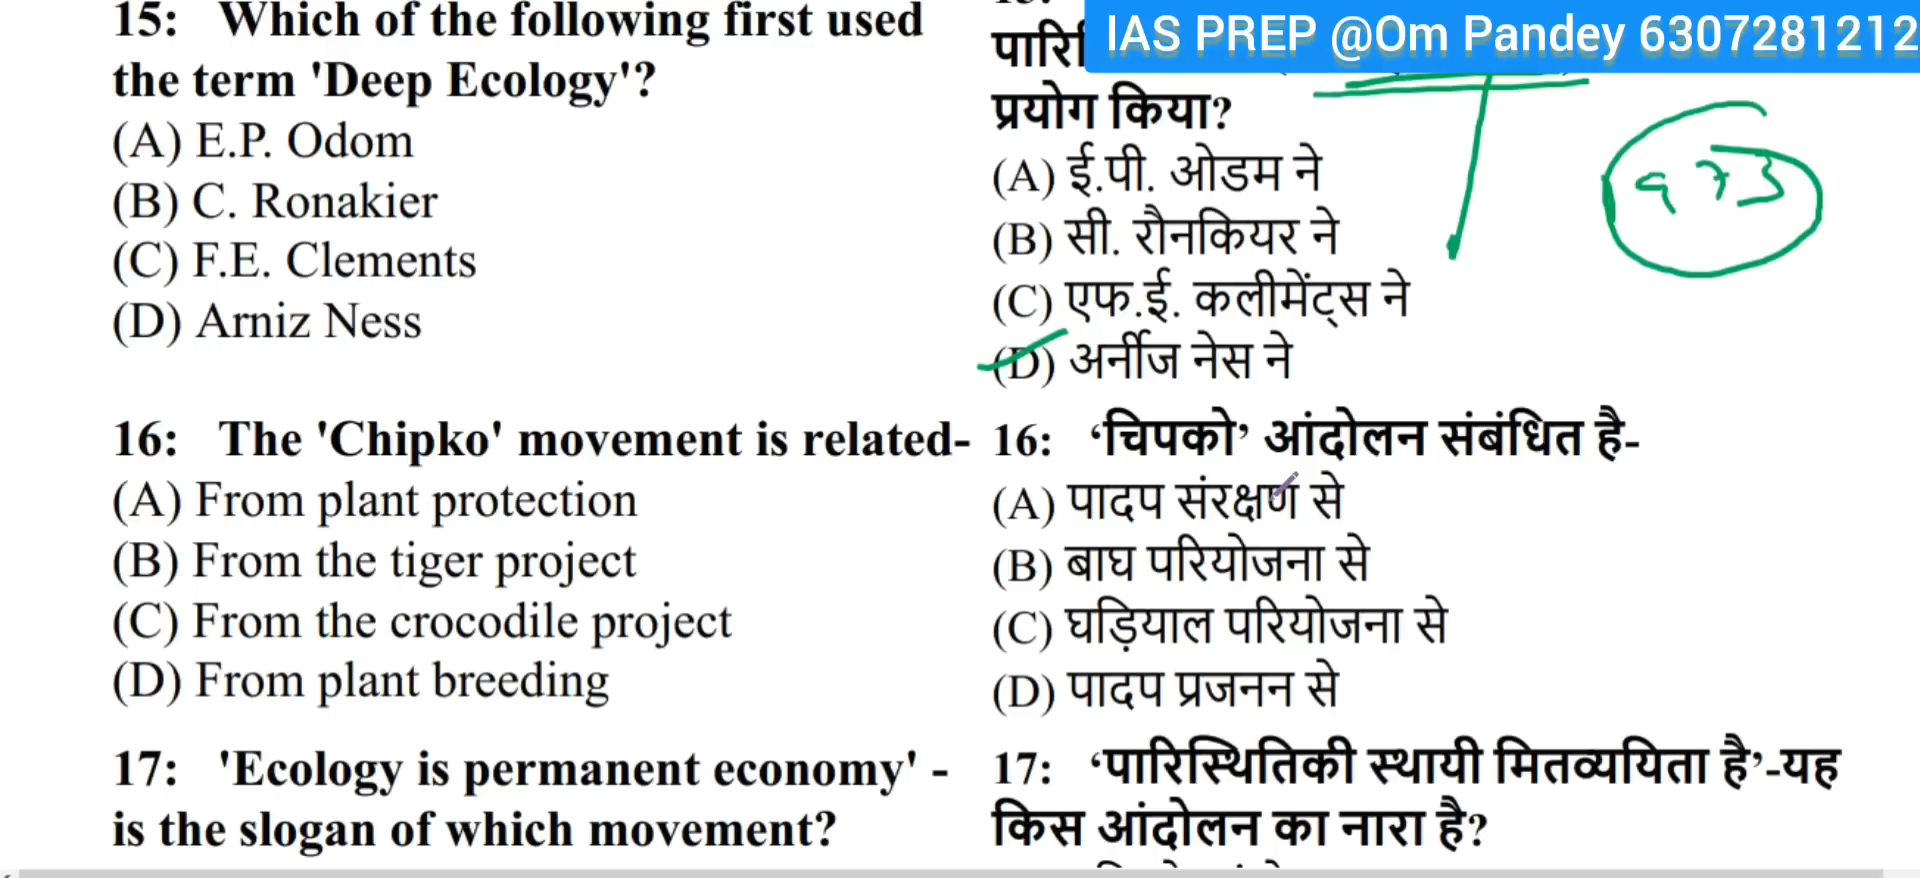 IAS PREP @Om Pandey 6307281212
15: Which of the following first used
the term 'Deep Ecology'?
(A) E.P. Odom
(B) C. Ronakier
(C) F.E. Clements
(D) Arniz Ness
16: The 'Chipko' movement is related-
(A) From plant protection
(B) From the tiger project
(C) From the crocodile project
(D) From plant breeding
17: 'Ecology is permanent economy' -
is the slogan of which movement?
प्रयोग किया?
(A) ई.पी. ओडम ने
(B) सी. रौनकियर ने
(C) एफ.ई. कलीमेंट्स ने
(D) अर्नीज नेस ने
973
16: ‘चिपको’ आंदोलन संबंधित है-
(A) पादप संरक्षण से
(B) बाघ परियोजना से
(C) घड़ियाल परियोजना से
(D) पादप प्रजनन से
17: ‘पारिस्थितिकी स्थायी मितव्ययिता है’-यह
किस आंदोलन का नारा है?